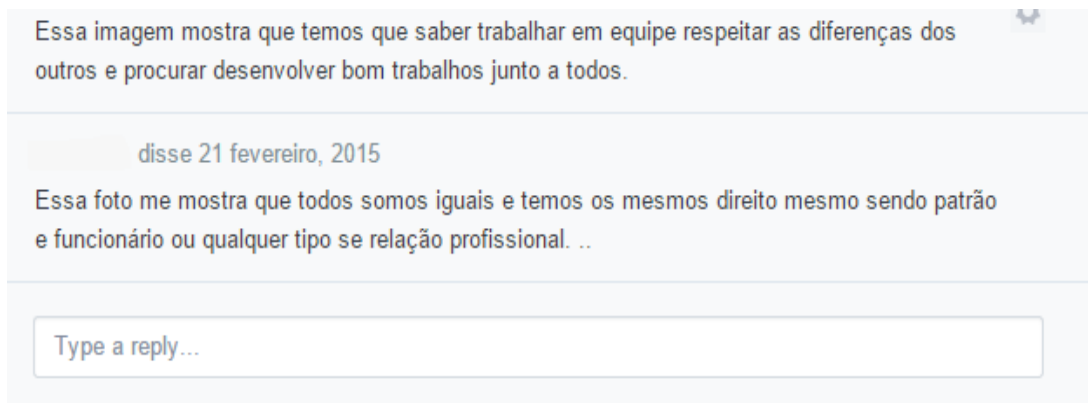 Essa imagem mostra que temos que saber trabalhar em equipe respeitar as diferenças dos
outros e procurar desenvolver bom trabalhos junto a todos.
disse 21 fevereiro, 2015
Essa foto me mostra que todos somos iguais e temos os mesmos direito mesmo sendo patrão
e funcionário ou qualquer tipo se relação profissional. ..
Type a reply...